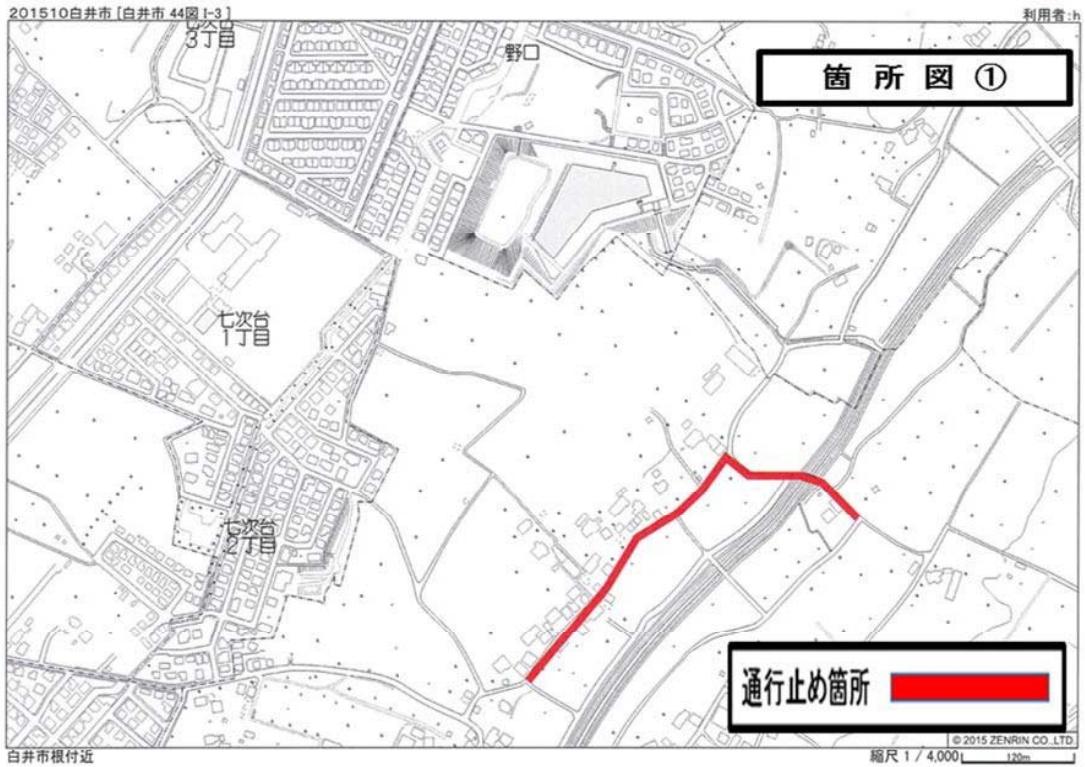 201510白井市 [白井市 44図 I-3 ]
利用者:h
3丁目
野口
箇所図 ①
七次台
1丁目
七次台
2丁目
通行止め箇所
© 2015 ZENRIN CO.,LTD.
白井市根付近
縮尺 1 / 4,000
120m